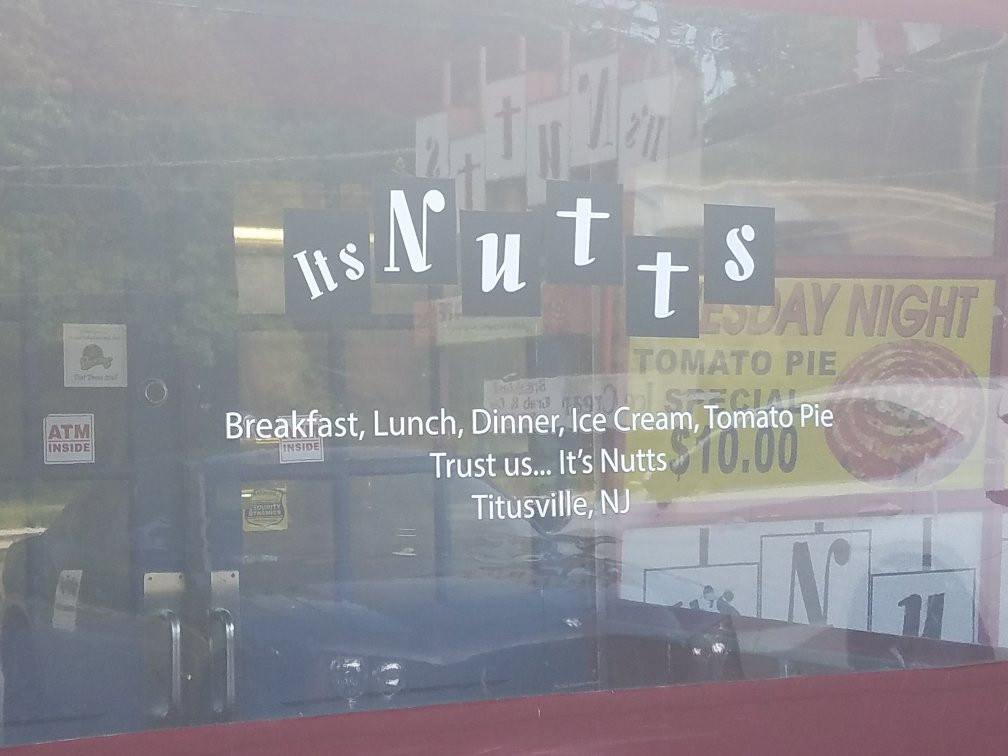 Its Nutts
ESDAY NIGHT
TOMATO PIE
SPECIAL
$10.00
Breakfast, Lunch, Dinner, Ice Cream, Tomato Pie
Trust us... It's Nutts
Titusville, NJ
ATM
INSIDE
INSIDE
N
u